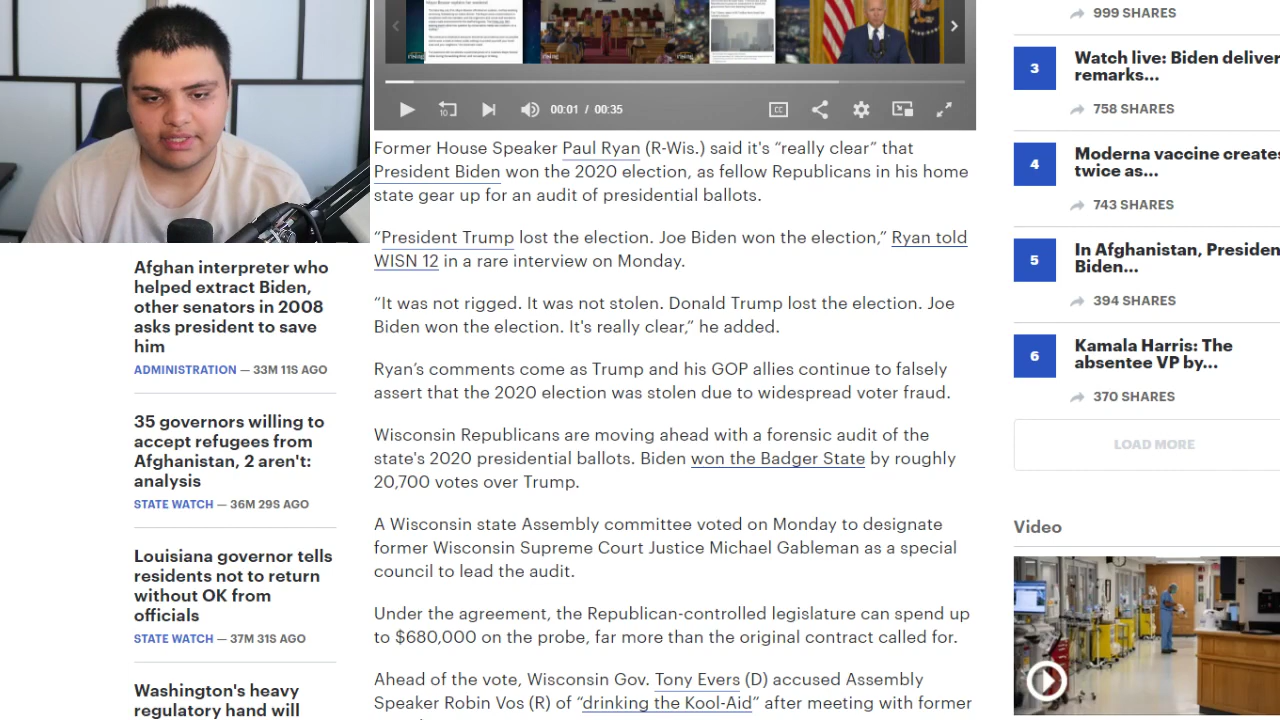 00:01 / 00:35
CC
10
rising
rising
rising
Former House Speaker Paul Ryan (R-Wis.) said it's “really clear” that
President Biden won the 2020 election, as fellow Republicans in his home
state gear up for an audit of presidential ballots.
“President Trump lost the election. Joe Biden won the election,” Ryan told
WISN 12 in a rare interview on Monday.
“It was not rigged. It was not stolen. Donald Trump lost the election. Joe
Biden won the election. It's really clear,” he added.
Ryan’s comments come as Trump and his GOP allies continue to falsely
assert that the 2020 election was stolen due to widespread voter fraud.
Wisconsin Republicans are moving ahead with a forensic audit of the
state's 2020 presidential ballots. Biden won the Badger State by roughly
20,700 votes over Trump.
A Wisconsin state Assembly committee voted on Monday to designate
former Wisconsin Supreme Court Justice Michael Gableman as a special
council to lead the audit.
Under the agreement, the Republican-controlled legislature can spend up
to $680,000 on the probe, far more than the original contract called for.
Ahead of the vote, Wisconsin Gov. Tony Evers (D) accused Assembly
Speaker Robin Vos (R) of “drinking the Kool-Aid” after meeting with former
Afghan interpreter who
helped extract Biden,
other senators in 2008
asks president to save
him
ADMINISTRATION — 33M 11S AGO
35 governors willing to
accept refugees from
Afghanistan, 2 aren't:
analysis
STATE WATCH — 36M 29S AGO
Louisiana governor tells
residents not to return
without OK from
officials
STATE WATCH — 37M 31S AGO
Washington's heavy
regulatory hand will
999 SHARES
3
Watch live: Biden deliver
remarks...
758 SHARES
4
Moderna vaccine creates
twice as...
743 SHARES
5
In Afghanistan, Presiden
Biden...
394 SHARES
6
Kamala Harris: The
absentee VP by...
370 SHARES
LOAD MORE
Video